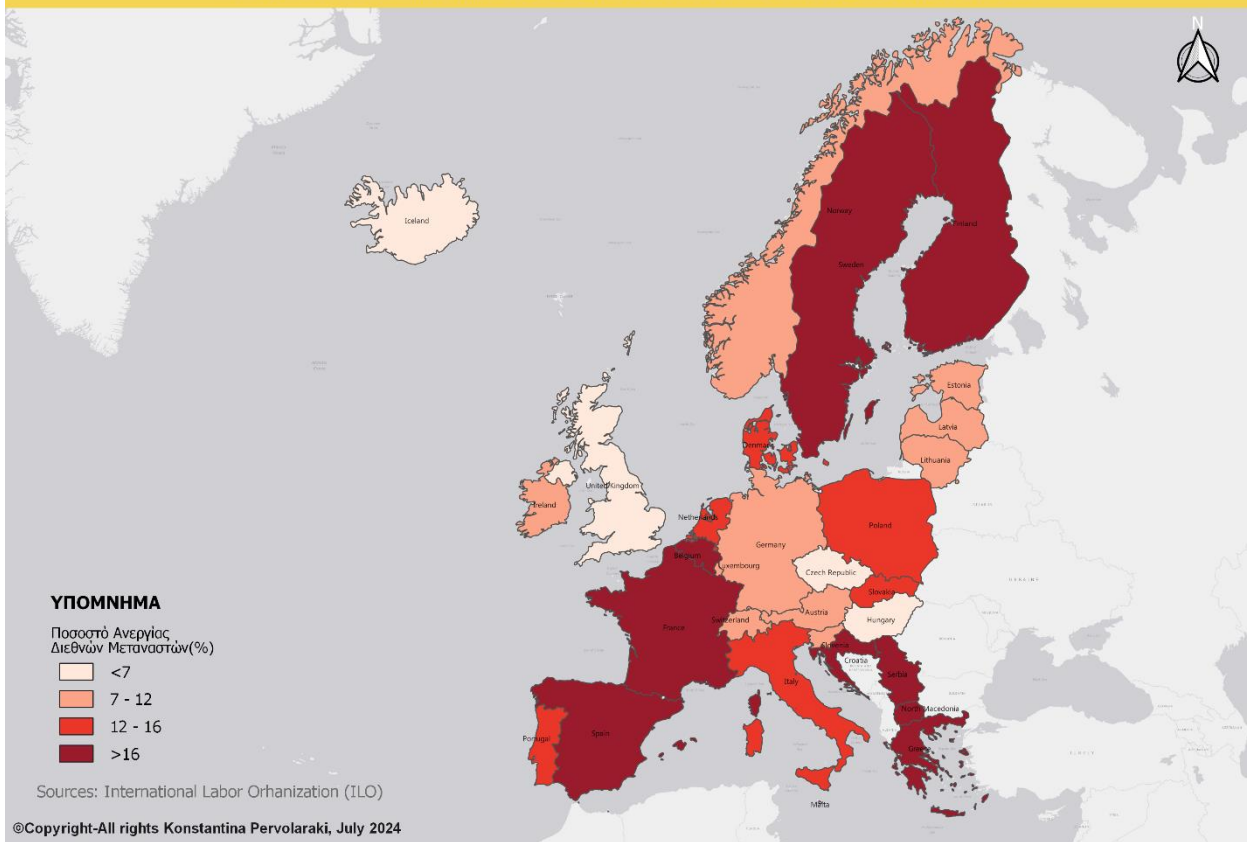 N
Iceland
Norway
Finland
Sweden
Estonia
Latvia
Lithuania
Denmark
United Kingdom
Ireland
Netherlands
Poland
Germany
Belgium
Luxembourg
Czech Republic
Slovakia
Austria
Hungary
Switzerland
France
Slovenia
Croatia
Serbia
Italy
North Macedonia
Portugal
Spain
Greece
Malta
UKRAINE
ΥΠΟΜΝΗΜΑ
Ποσοστό Ανεργίας
Διεθνών Μεταναστών(%)
<7
7 - 12
12 - 16
>16
Sources: International Labor Orhanization (ILO)
©Copyright-All rights Konstantina Pervolaraki, July 2024